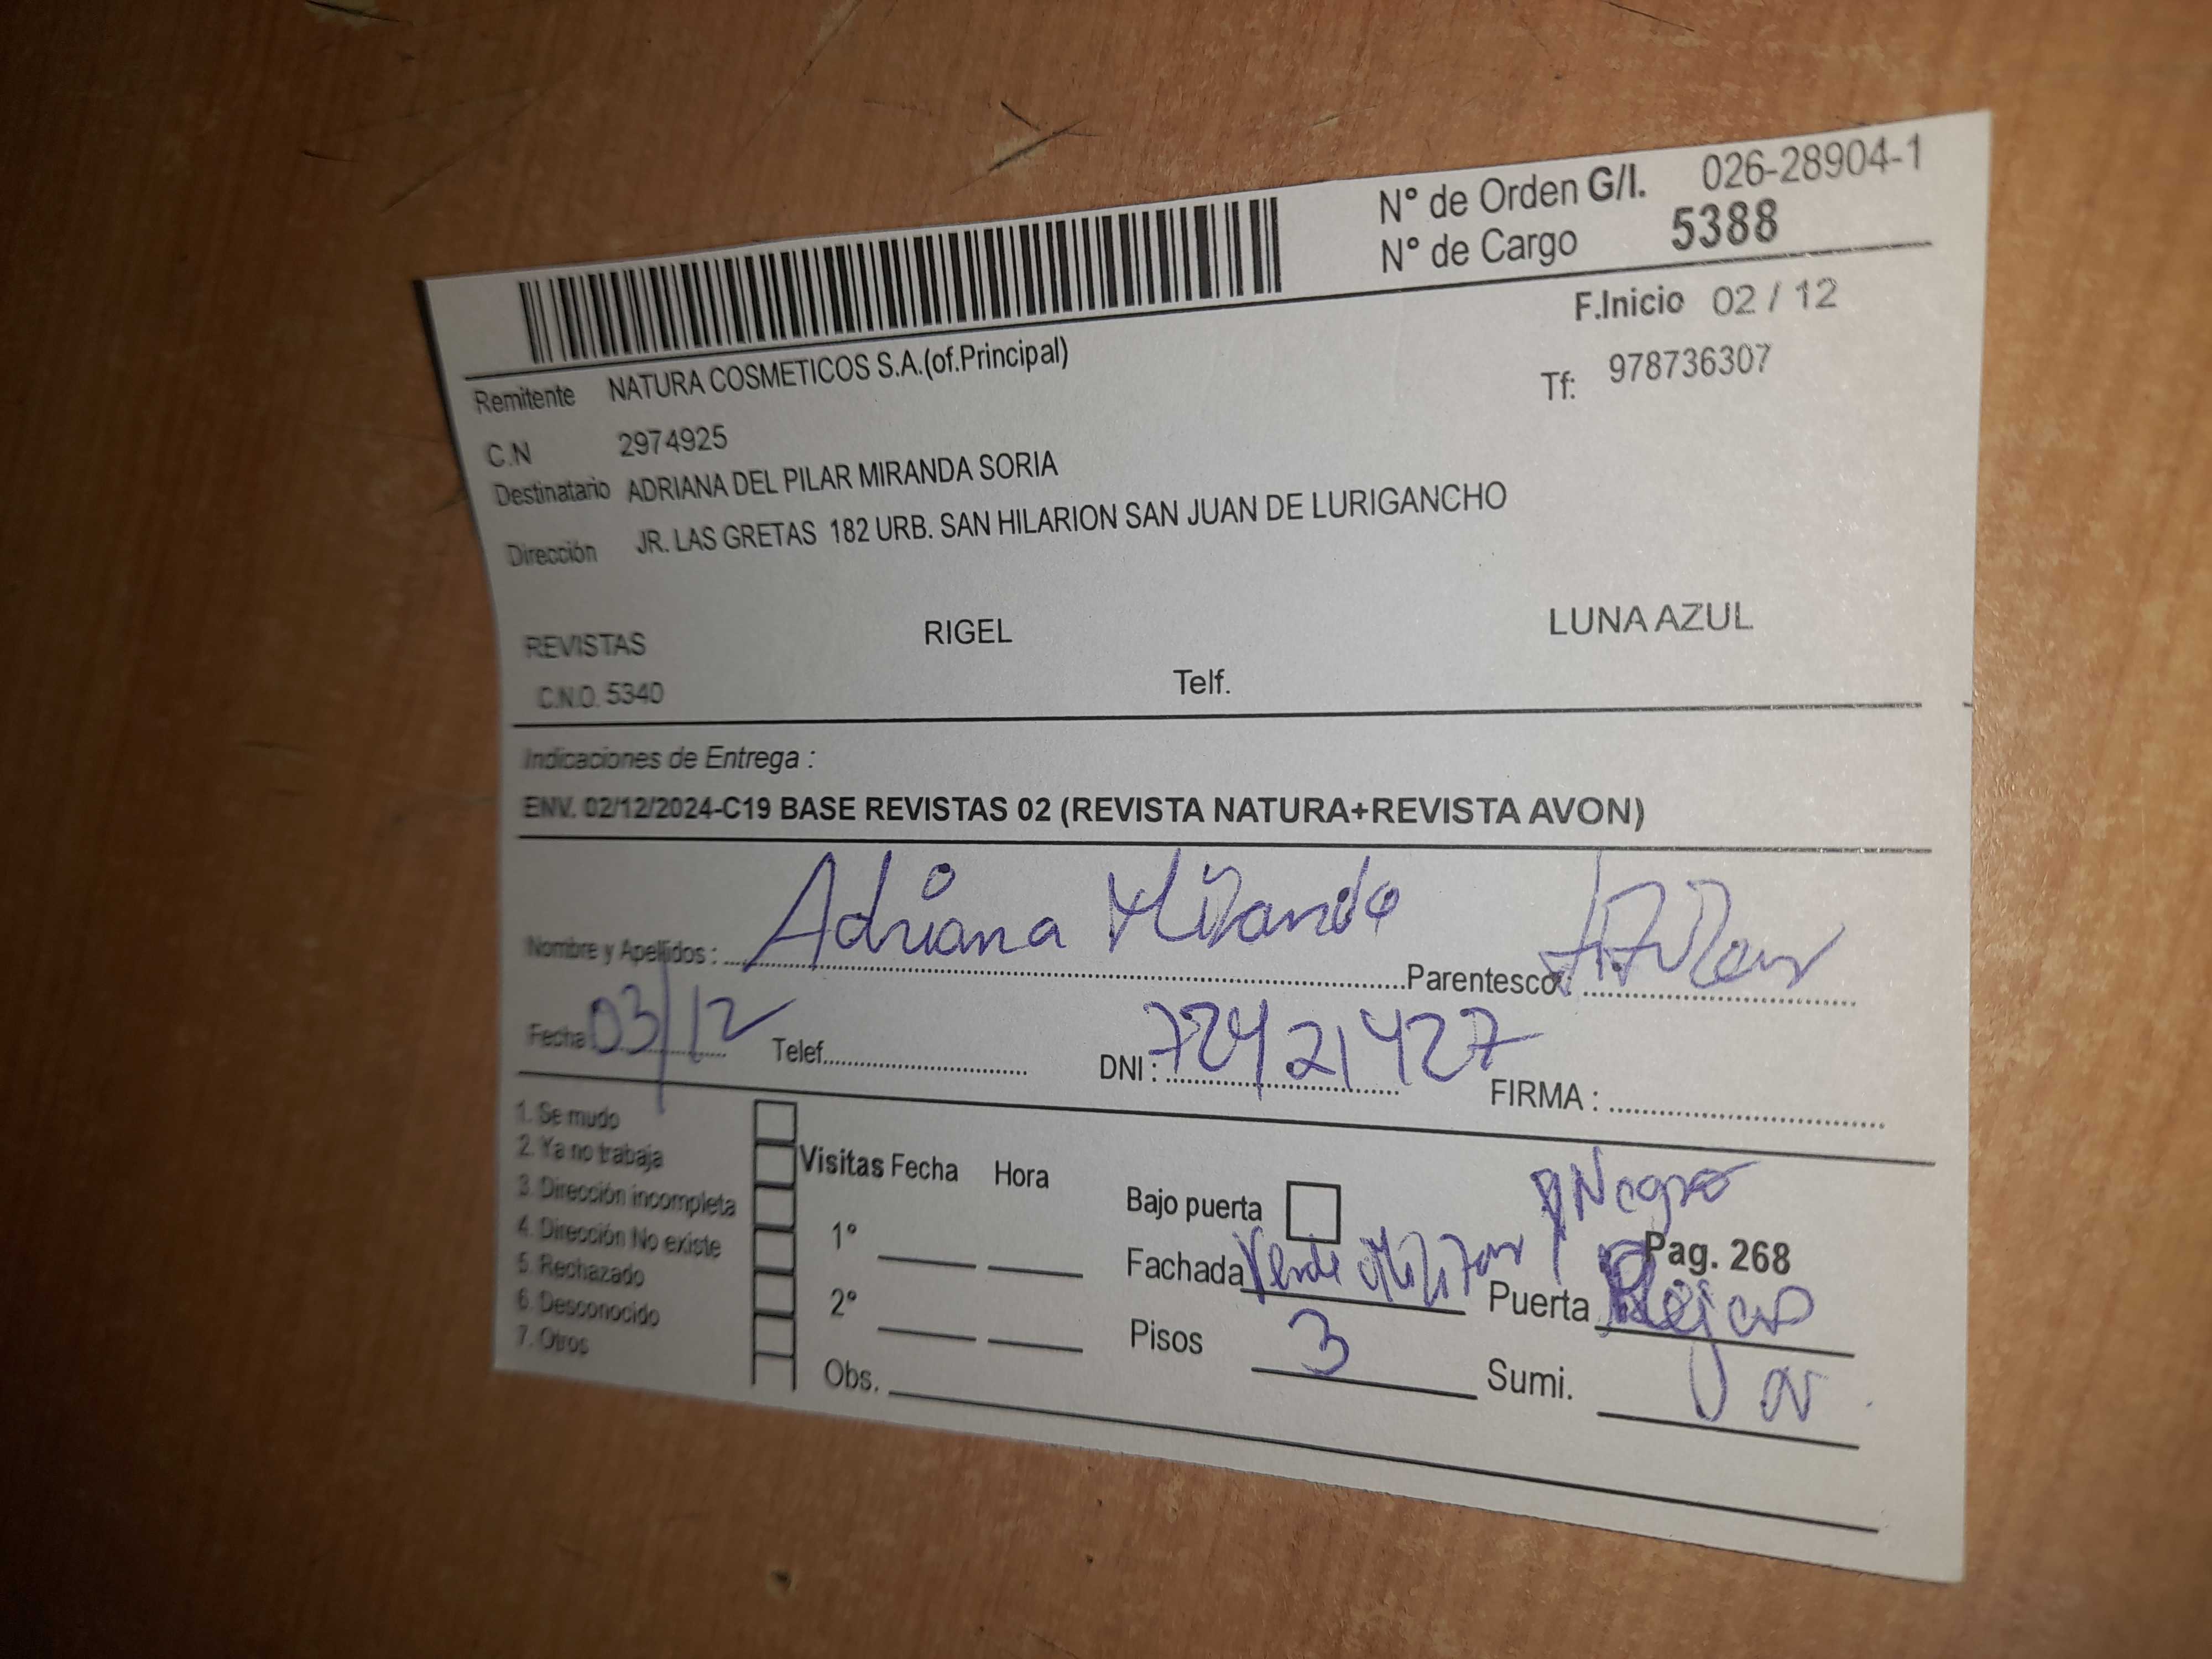 N° de Orden G/I. 026-28904-1
N° de Cargo 5388
F.Inicio 02 / 12
Remitente NATURA COSMETICOS S.A.(of.Principal)
Tf: 978736307
C.N 2974925
Destinatario ADRIANA DEL PILAR MIRANDA SORIA
Dirección JR. LAS GRETAS 182 URB. SAN HILARION SAN JUAN DE LURIGANCHO
REVISTAS RIGEL LUNA AZUL
C.N.O. 5340 Telf.
Indicaciones de Entrega :
ENV. 02/12/2024-C19 BASE REVISTAS 02 (REVISTA NATURA+REVISTA AVON)
Nombre y Apellidos : Adriana Miranda Parentesco :
Fecha 03/12 Telef. DNI : 72421427 FIRMA :
1. Se mudo
2. Ya no trabaja
3. Dirección incompleta
4. Dirección No existe
5. Rechazado
6. Desconocido
7. Otros
Visitas Fecha Hora
1°
2°
Obs.
Bajo puerta
Negro
Pag. 268
Fachada Verde Militar Puerta Rejas
Pisos 3 Sumi.